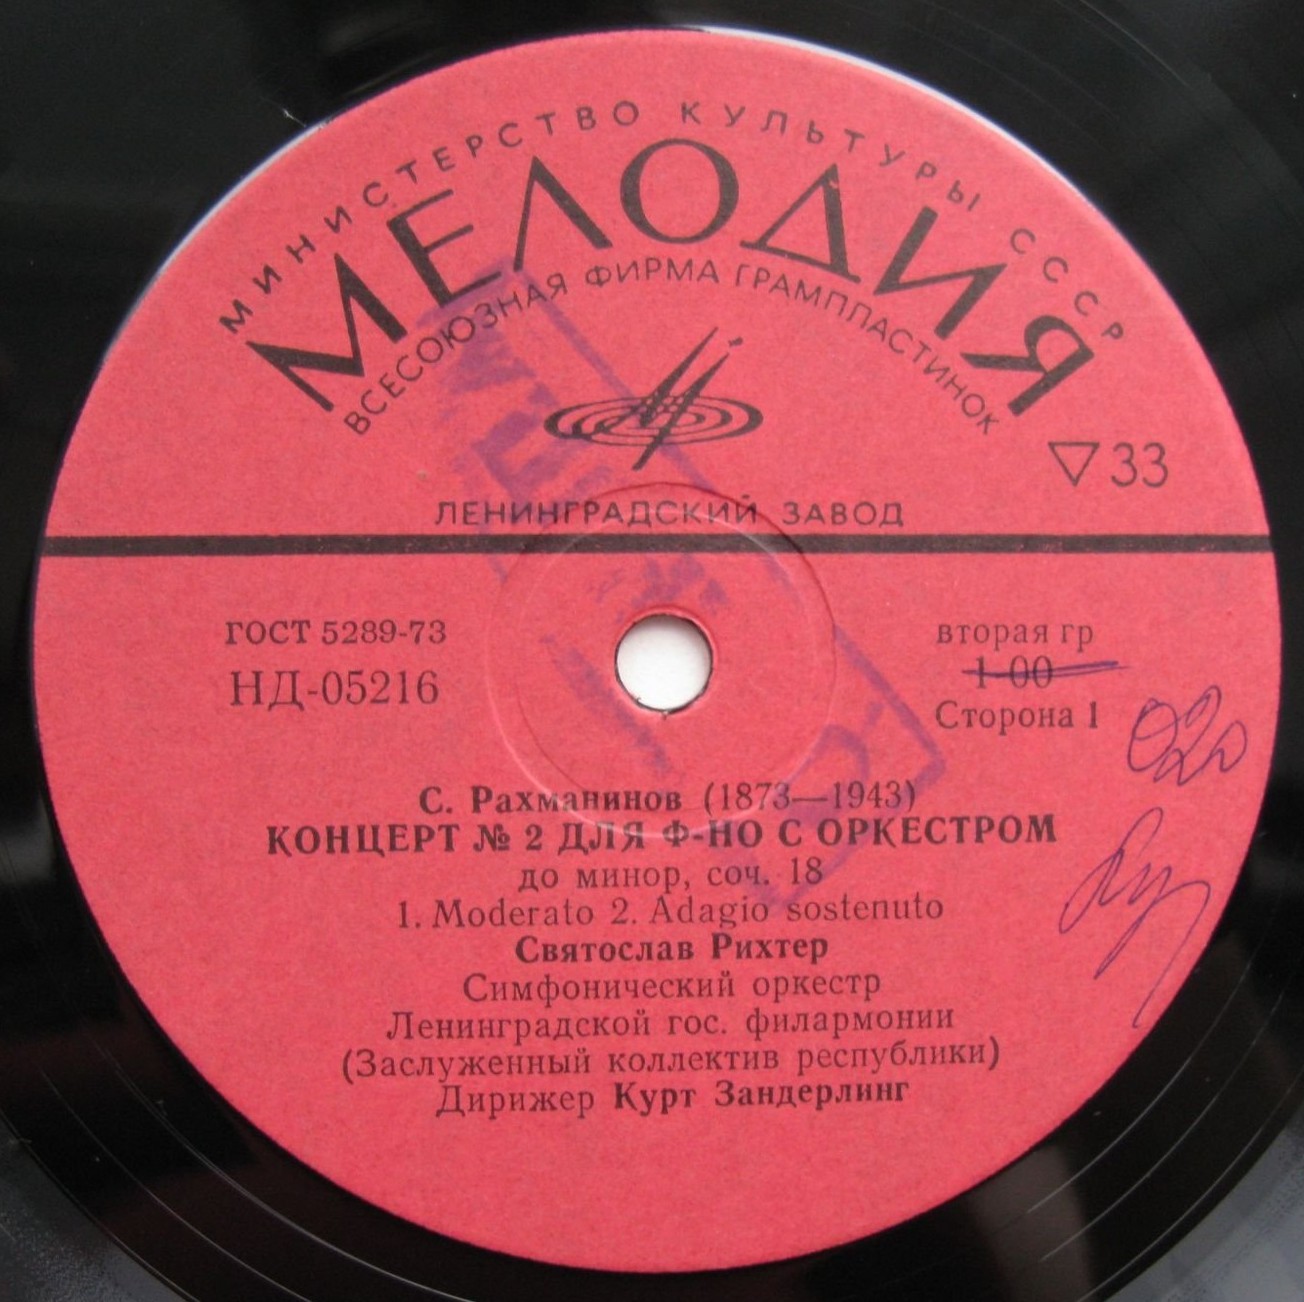 МИНИСТЕРСТВО КУЛЬТУРЫ СССР
МЕЛОДИЯ
ВСЕСОЮЗНАЯ ФИРМА ГРАМПЛАСТИНОК
33
ЛЕНИНГРАДСКИЙ ЗАВОД
ГОСТ 5289-73
НД-05216
вторая гр
1-00
Сторона 1
С. Рахманинов (1873—1943)
КОНЦЕРТ № 2 ДЛЯ Ф-НО С ОРКЕСТРОМ
до минор, соч. 18
1. Moderato 2. Adagio sostenuto
Святослав Рихтер
Симфонический оркестр
Ленинградской гос. филармонии
(Заслуженный коллектив республики)
Дирижер Курт Зандерлинг